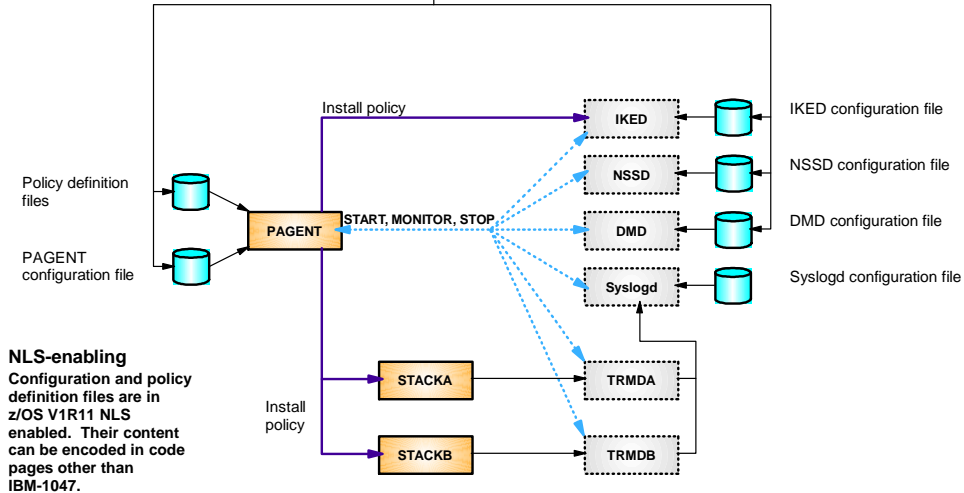 Install policy
IKED
IKED configuration file
NSSD
NSSD configuration file
Policy definition
files
START, MONITOR, STOP
PAGENT
DMD
DMD configuration file
PAGENT
configuration file
Syslogd
Syslogd configuration file
NLS-enabling
Configuration and policy
definition files are in
z/OS V1R11 NLS
enabled. Their content
can be encoded in code
pages other than
IBM-1047.
STACKA
TRMDA
Install
policy
STACKB
TRMDB